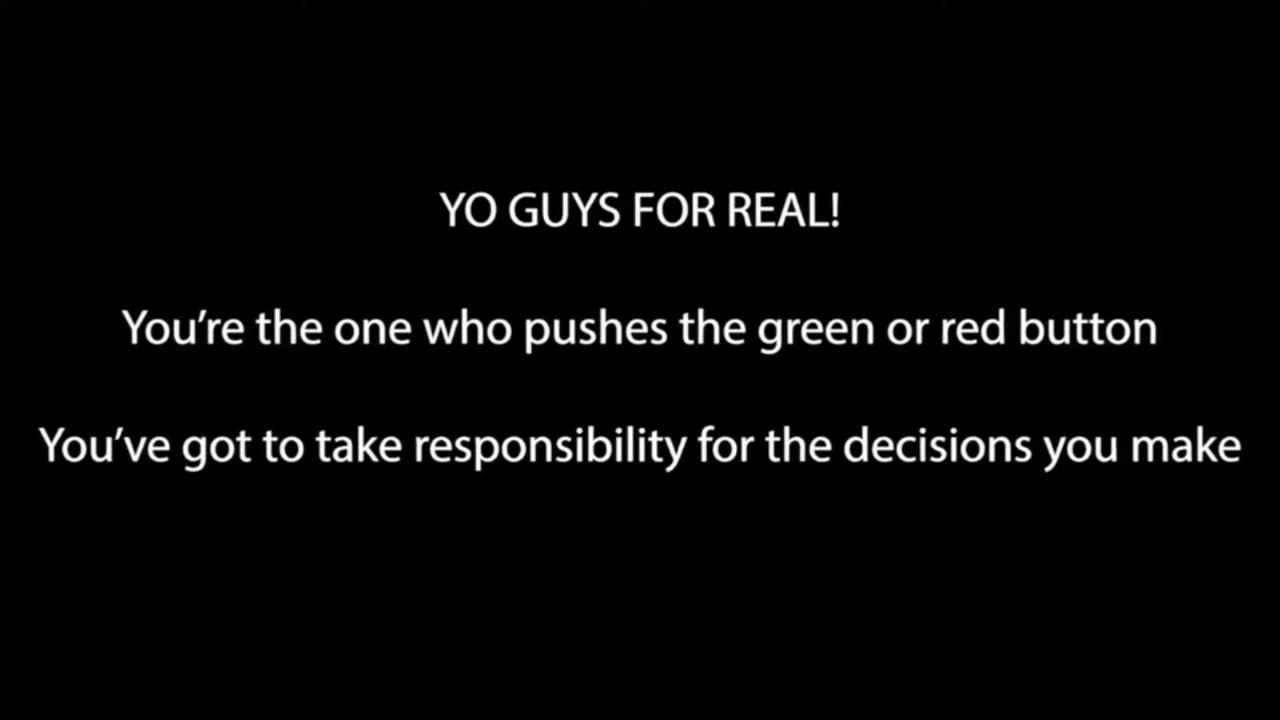 YO GUYS FOR REAL!
You’re the one who pushes the green or red button
You’ve got to take responsibility for the decisions you make